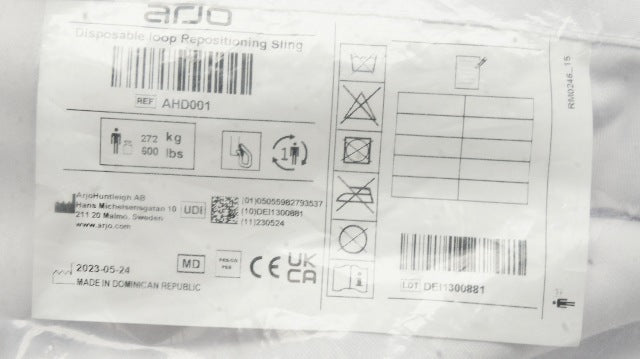 arjo
Disposable loop Repositioning Sling
REF AHD001
272 kg
600 lbs
1
ArjoHuntleigh AB
Hans Michelsensgatan 10
211 20 Malmö, Sweden
www.arjo.com
UDI
(01)05055982793537
(10)DEI1300881
(11)230524
2023-05-24
MADE IN DOMINICAN REPUBLIC
MD
CE
UK
CA
RM0246_15
LOT DEI1300881